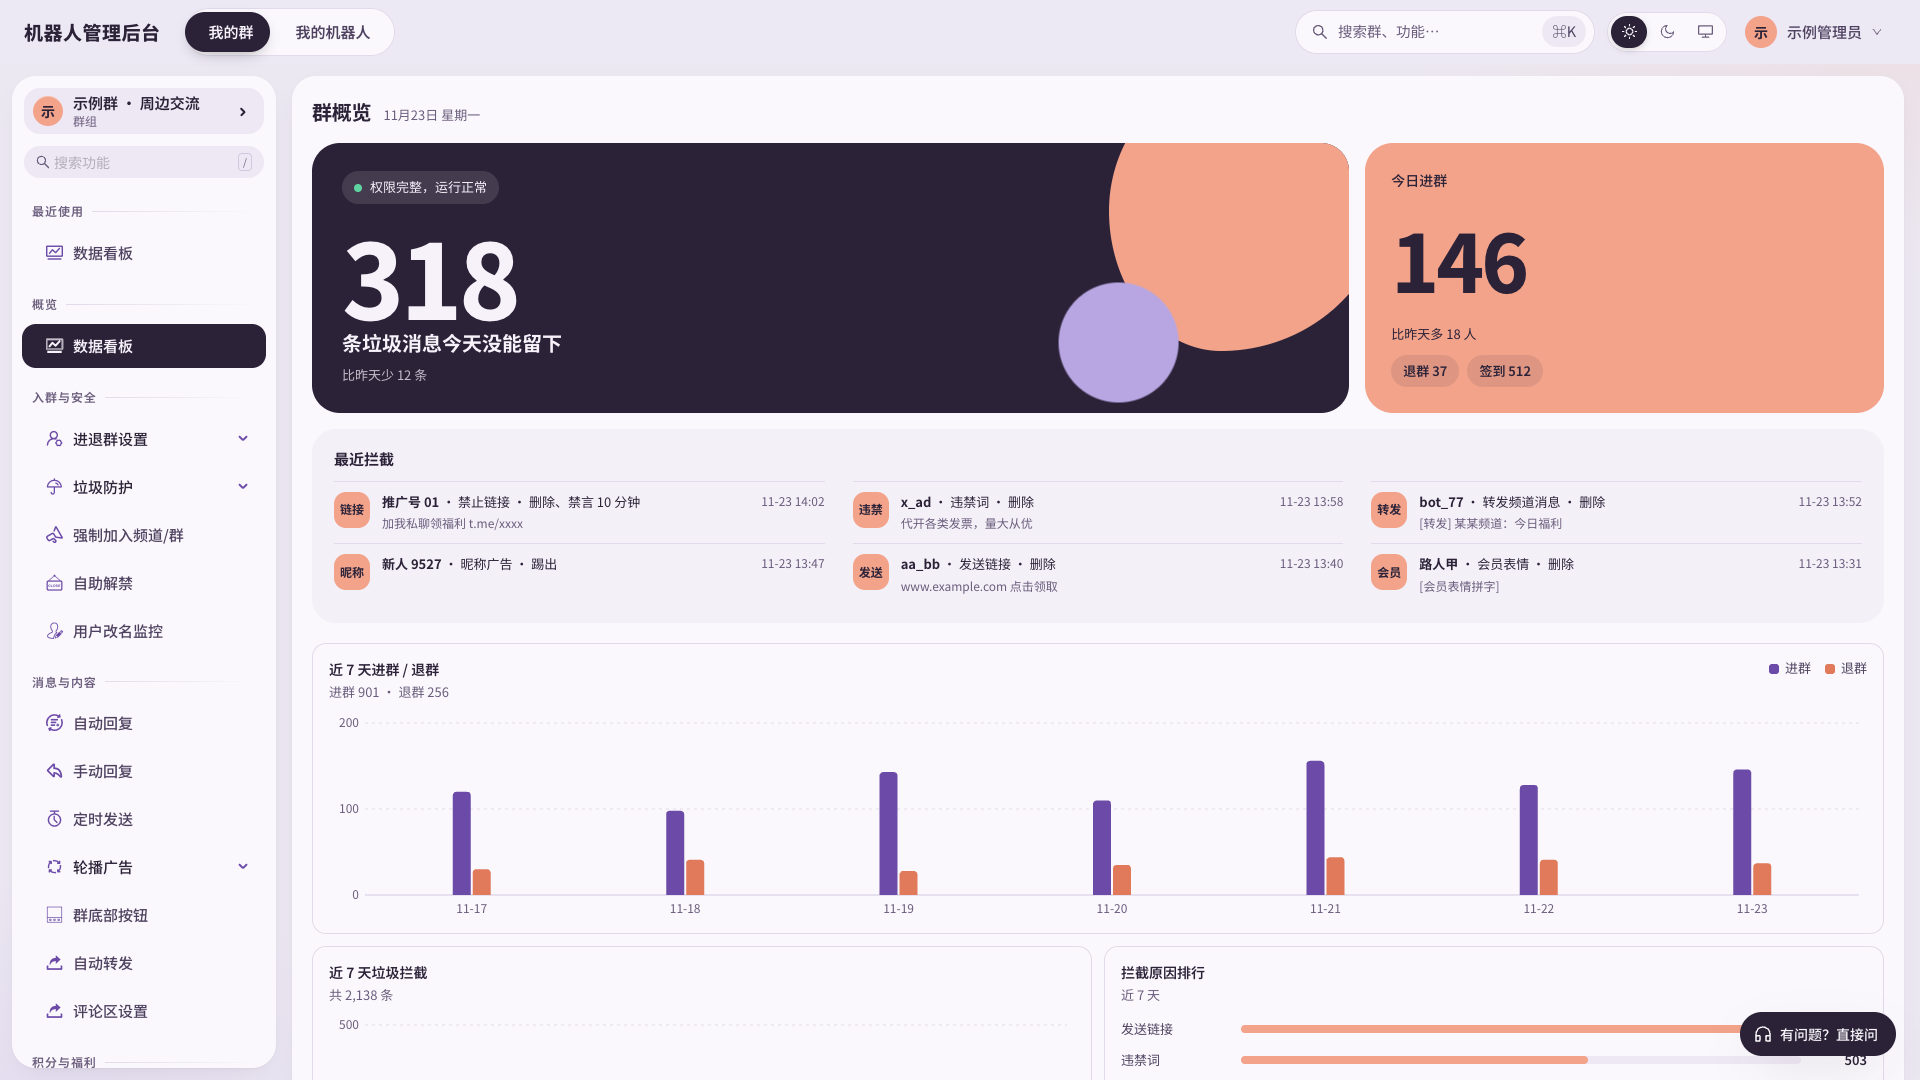 机器人管理后台
我的群
我的机器人
搜索群、功能…
⌘K
示
示例管理员
示
示例群 · 周边交流
群组
搜索功能
/
最近使用
数据看板
概览
数据看板
入群与安全
进退群设置
垃圾防护
强制加入频道/群
自助解禁
用户改名监控
消息与内容
自动回复
手动回复
定时发送
轮播广告
群底部按钮
自动转发
评论区设置
积分与福利
群概览
11月23日 星期一
权限完整，运行正常
318
条垃圾消息今天没能留下
比昨天少 12 条
今日进群
146
比昨天多 18 人
退群 37
签到 512
最近拦截
链接
推广号 01 · 禁止链接 · 删除、禁言 10 分钟
11-23 14:02
加我私聊领福利 t.me/xxxx
违禁
x_ad · 违禁词 · 删除
11-23 13:58
代开各类发票，量大从优
转发
bot_77 · 转发频道消息 · 删除
11-23 13:52
[转发] 某某频道：今日福利
昵称
新人 9527 · 昵称广告 · 踢出
11-23 13:47
发送
aa_bb · 发送链接 · 删除
11-23 13:40
www.example.com 点击领取
会员
路人甲 · 会员表情 · 删除
11-23 13:31
[会员表情拼字]
近 7 天进群 / 退群
进群 901 · 退群 256
进群
退群
200
100
0
11-17
11-18
11-19
11-20
11-21
11-22
11-23
近 7 天垃圾拦截
共 2,138 条
500
拦截原因排行
近 7 天
发送链接
违禁词
503
有问题？直接问